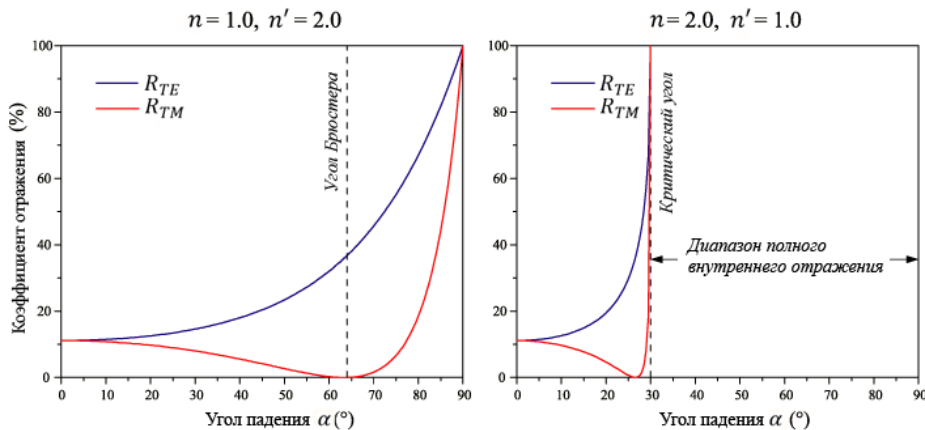 n = 1.0, n′ = 2.0
Коэффициент отражения (%)
100
80
60
40
20
0
R_TE
R_TM
Угол Брюстера
0 10 20 30 40 50 60 70 80 90
Угол падения α (°)
n = 2.0, n′ = 1.0
100
80
60
40
20
0
R_TE
R_TM
Критический угол
Диапазон полного
внутреннего отражения
0 10 20 30 40 50 60 70 80 90
Угол падения α (°)